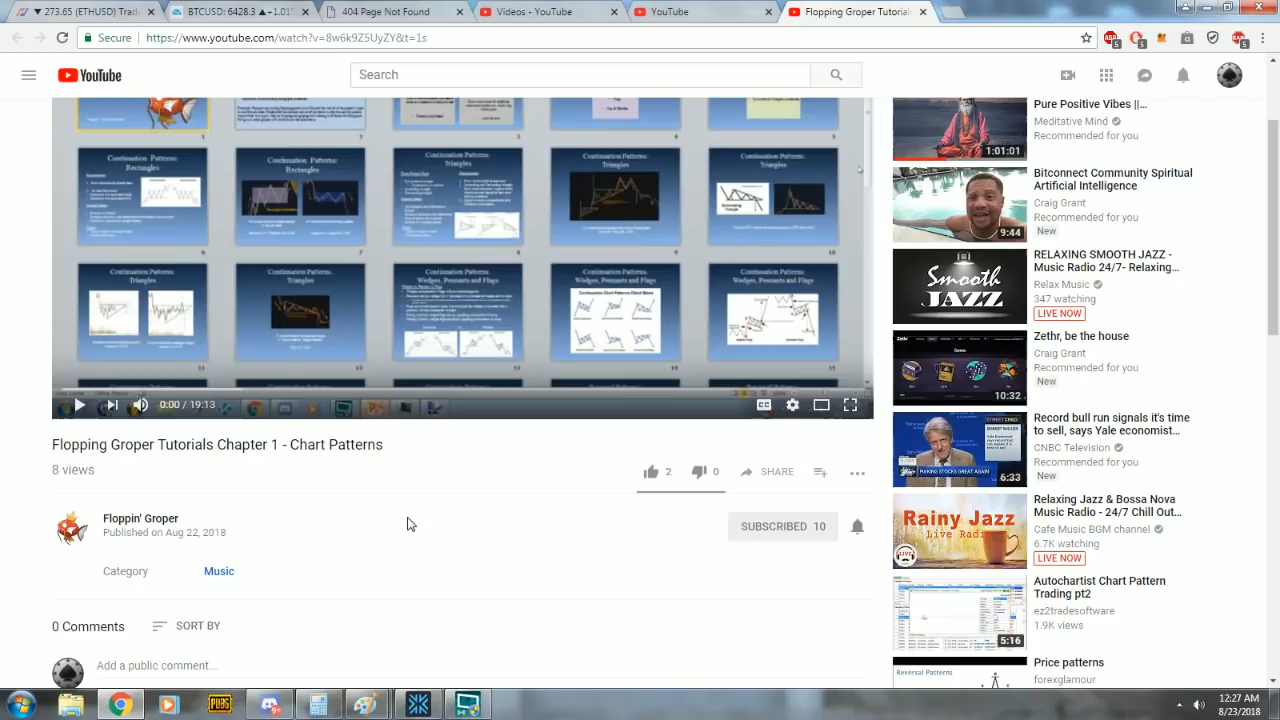 273.65 (ETHUSD) Trad
BTCUSD: 6428.3 ▲+1.01
404 Page Not Found
Videos - YouTube
YouTube
Flopping Groper Tutor
Secure
https://www.youtube.com/watch?v=8w6k9Z5UyZY&t=1s
YouTube
Search
Continuation Patterns:
Rectangles
Continuation
Patterns:
Rectangles
Continuation Patterns:
Triangles
Continuation Patterns:
Triangles
Continuation Patterns:
Triangles
Continuation Patterns:
Triangles
Continuation Patterns:
Triangles
Continuation Patterns:
Wedges, Pennants and Flags
Continuation Patterns:
Wedges, Pennants and Flags
Continuation Patterns:
Wedges, Pennants and Flags
0:00 / 19:13
Flopping Groper Tutorials Chapter 1 - Chart Patterns
8 views
2
0
SHARE
Floppin' Groper
Published on Aug 22, 2018
SUBSCRIBED 10
Category
Music
0 Comments
SORT BY
Add a public comment...
Pure Positive Vibes ||...
Meditative Mind
Recommended for you
1:01:01
Bitconnect Community Spiritual
Artificial Intelligence
Craig Grant
Recommended for you
New
9:44
RELAXING SMOOTH JAZZ -
Music Radio 24/7- Relaxing...
Relax Music
347 watching
LIVE NOW
Smooth
JAZZ
Zethr, be the house
Craig Grant
Recommended for you
New
10:32
Record bull run signals it's time
to sell, says Yale economist...
CNBC Television
Recommended for you
New
MAKING STOCKS GREAT AGAIN
6:33
Relaxing Jazz & Bossa Nova
Music Radio - 24/7 Chill Out...
Cafe Music BGM channel
6.7K watching
LIVE NOW
Rainy Jazz
Live Radio
LIVE
Autochartist Chart Pattern
Trading pt2
ez2tradesoftware
1.9K views
5:16
Price patterns
forexglamour
Reversal Patterns
PUBG
12:27 AM
8/23/2018